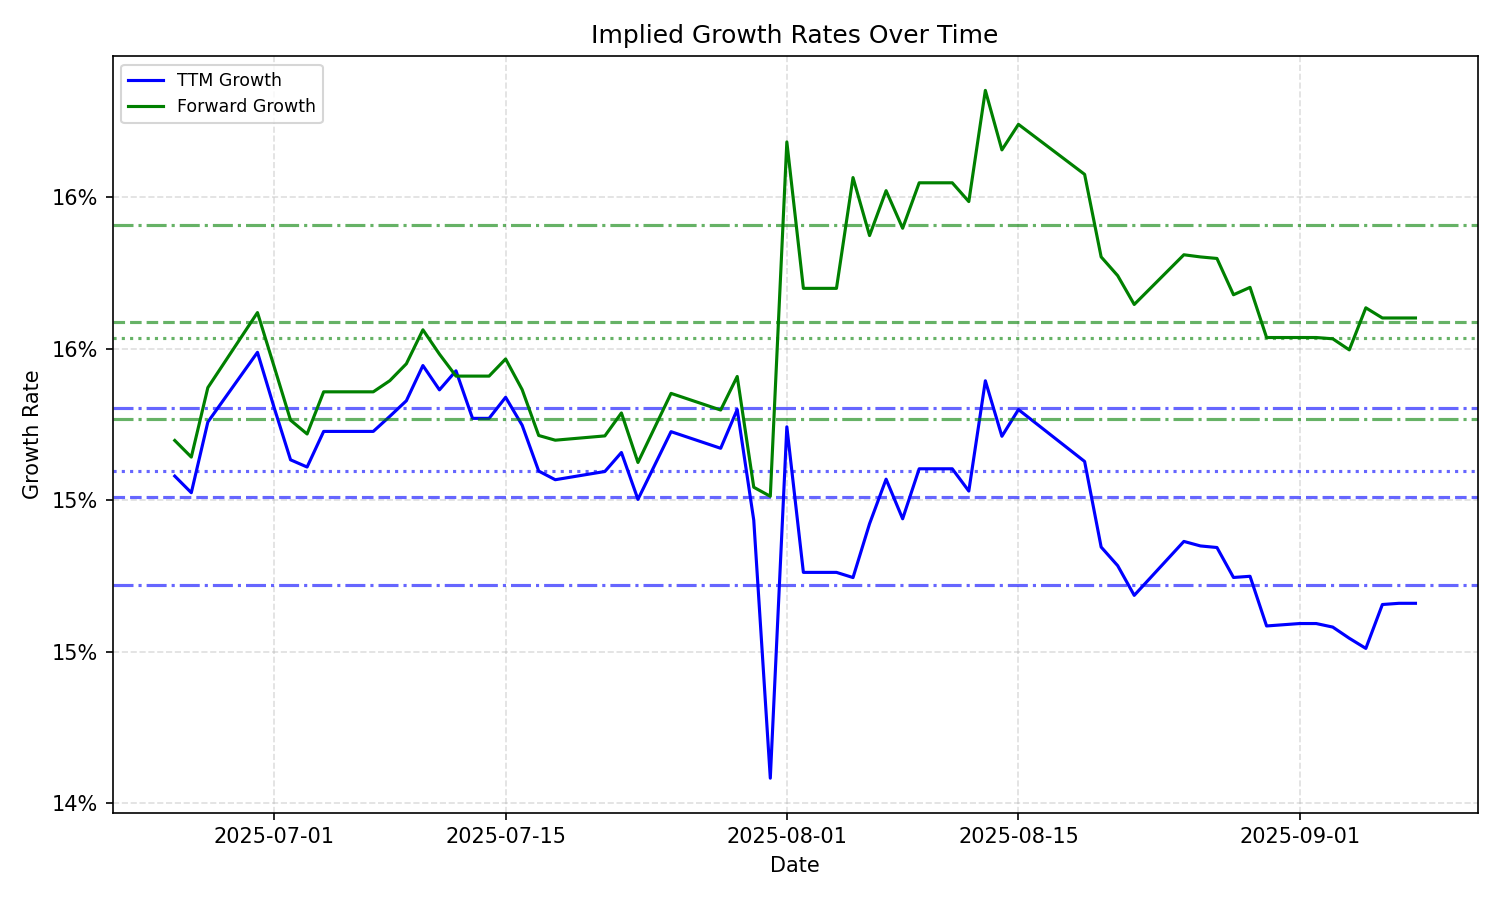 Implied Growth Rates Over Time
TTM Growth
Forward Growth
Growth Rate
16%
16%
15%
15%
14%
2025-07-01
2025-07-15
2025-08-01
2025-08-15
2025-09-01
Date